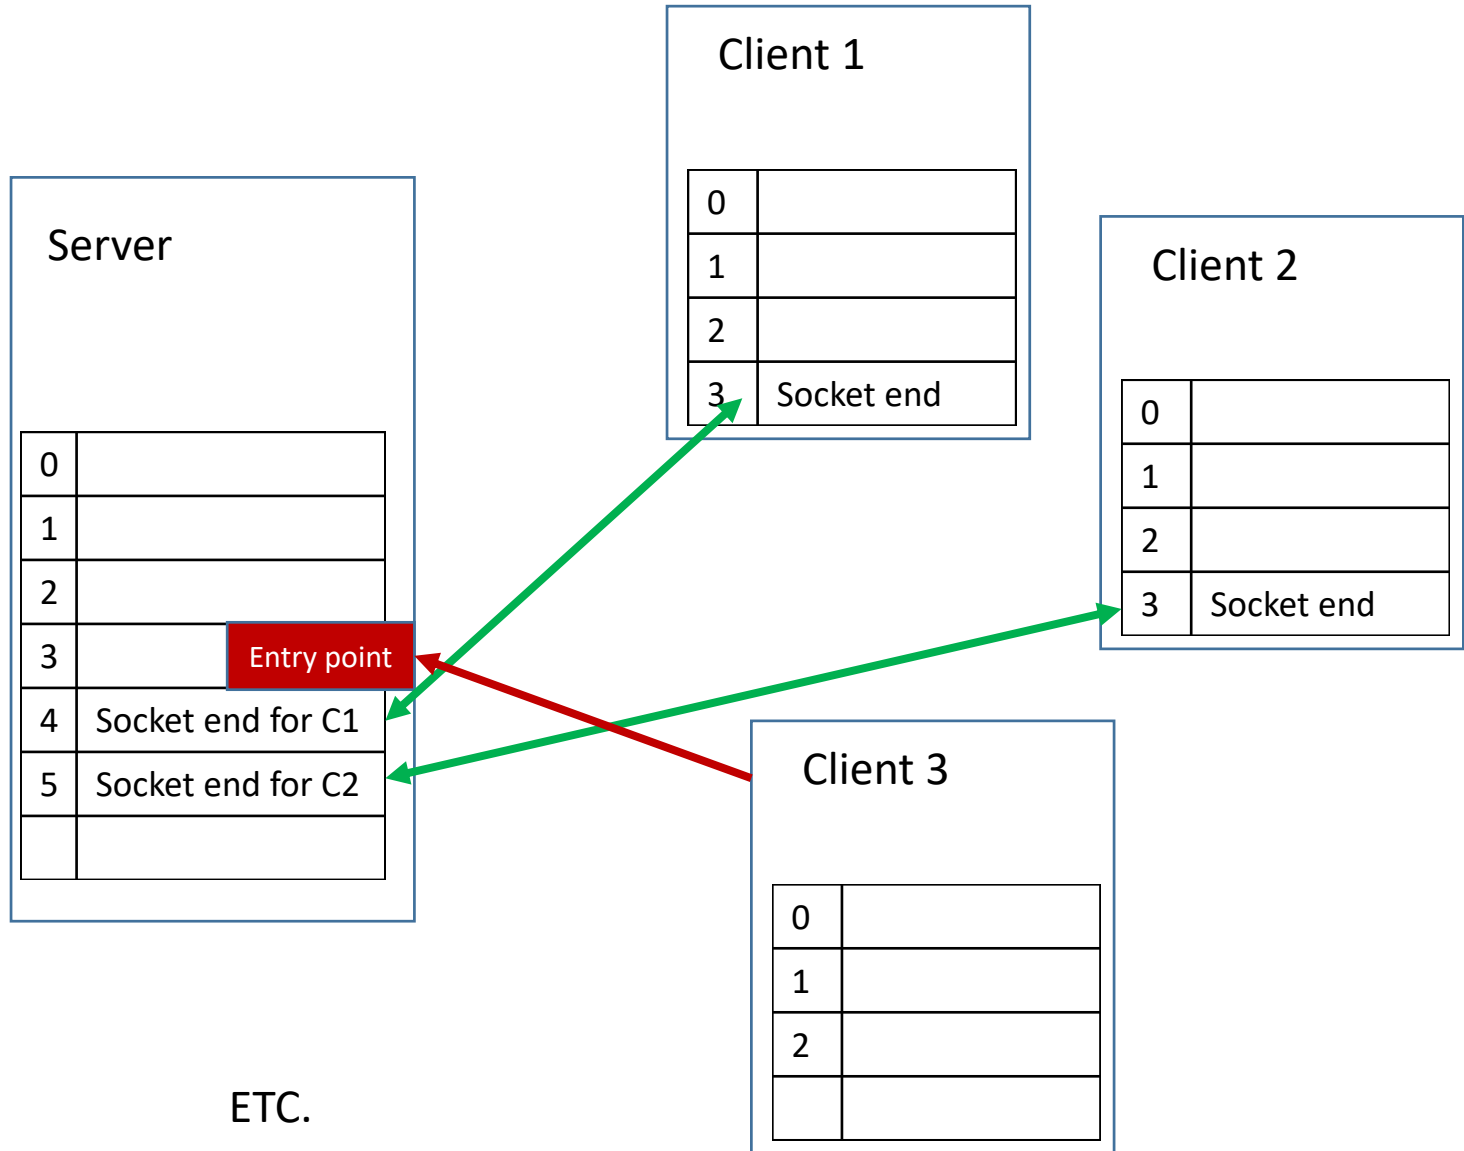 Client 1
0
1
2
3 Socket end
Server
0
1
2
3 Entry point
4 Socket end for C1
5 Socket end for C2
Client 2
0
1
2
3 Socket end
Client 3
0
1
2
ETC.